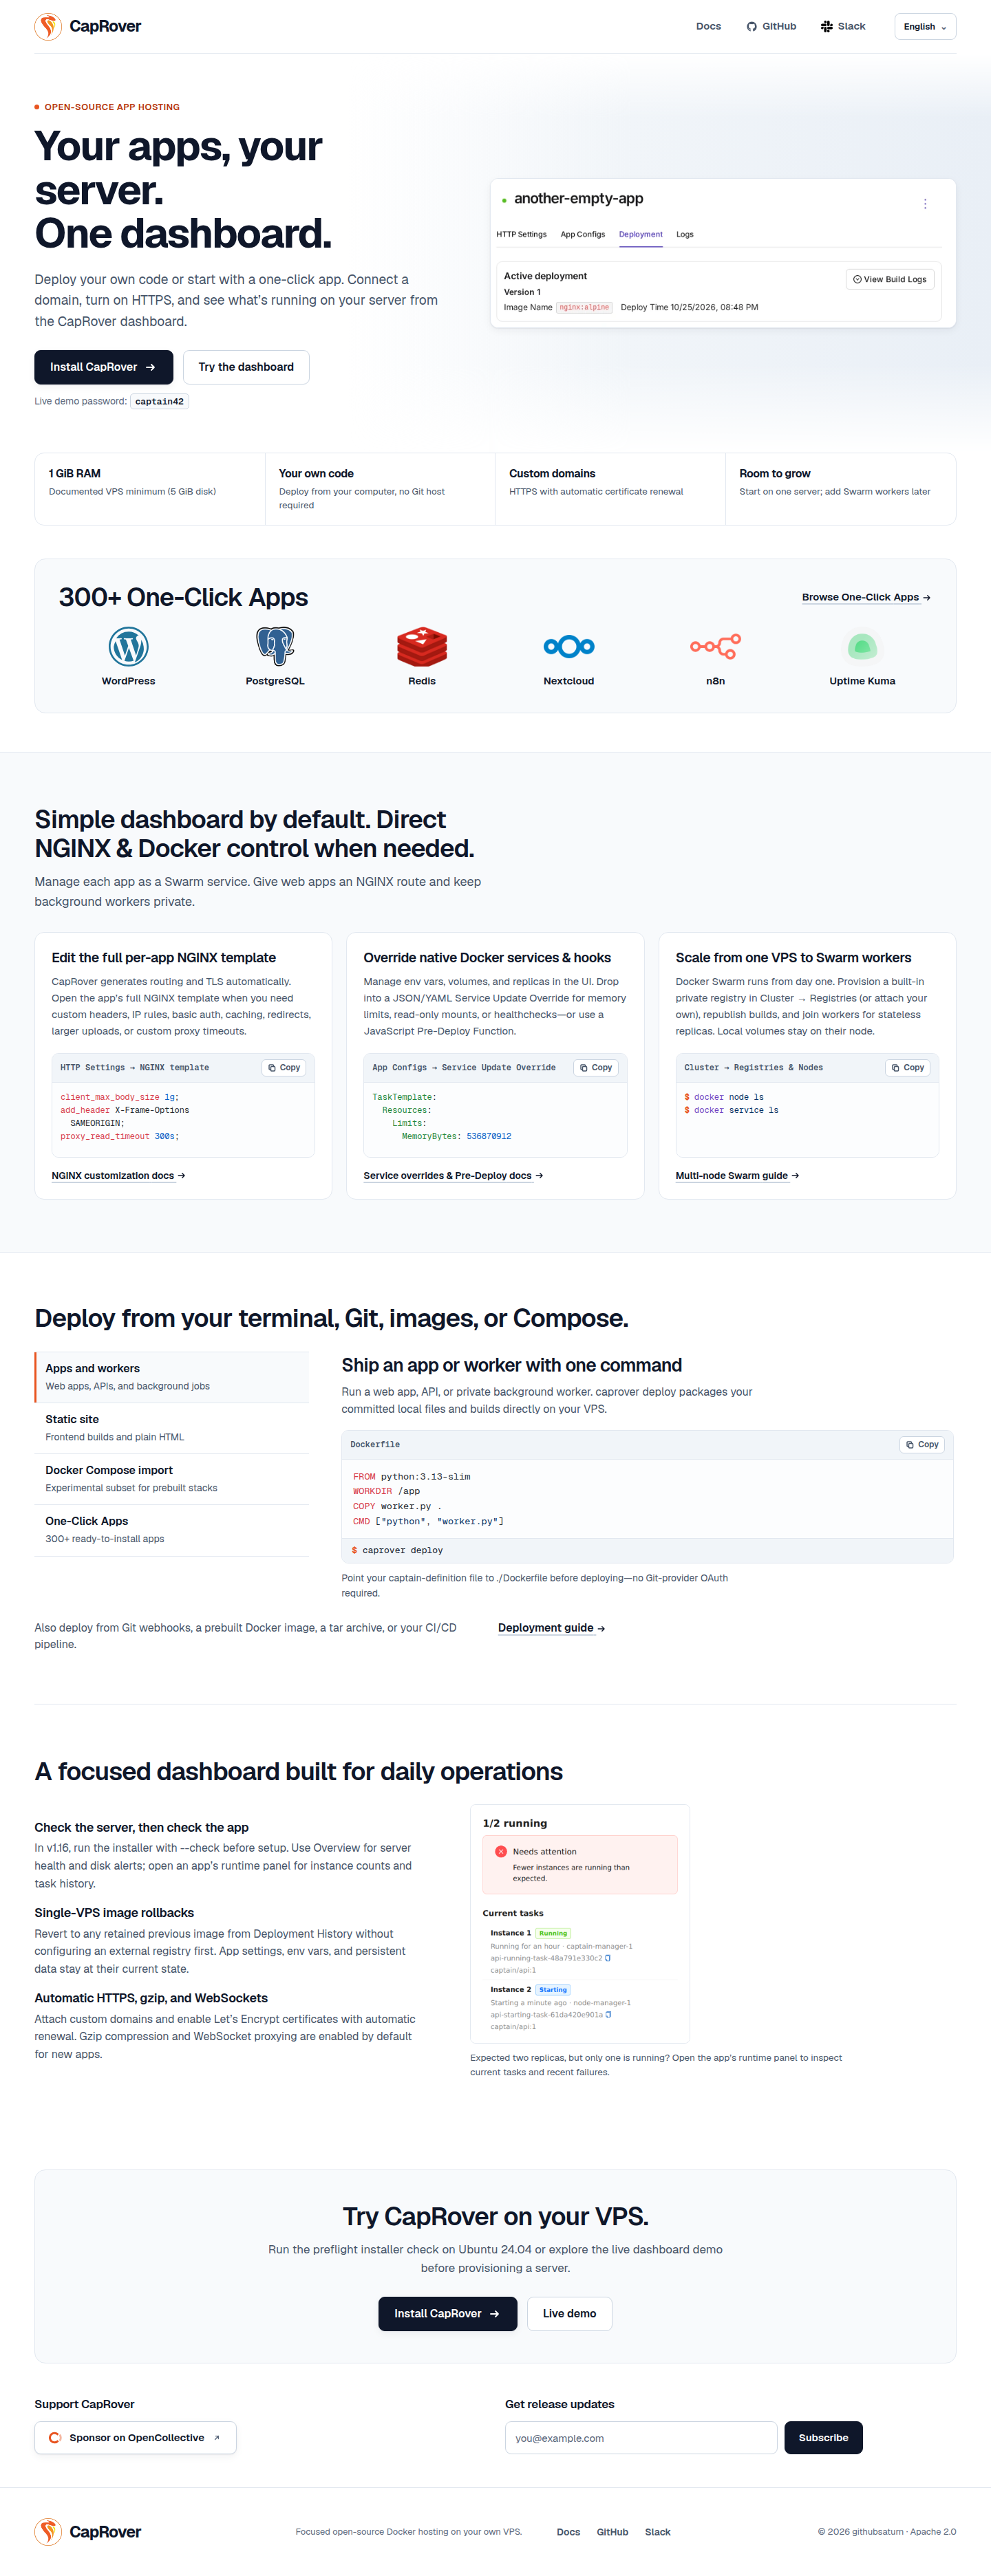 CapRover
Docs
GitHub
Slack
English
OPEN-SOURCE APP HOSTING
Your apps, your
server.
One dashboard.
Deploy your own code or start with a one-click app. Connect a
domain, turn on HTTPS, and see what's running on your server from
the CapRover dashboard.
Install CapRover →
Try the dashboard
Live demo password: captain42
another-empty-app
HTTP Settings App Configs Deployment Logs
Active deployment
View Build Logs
Version 1
Image Name nginx:alpine Deploy Time 10/25/2026, 08:48 PM
1 GiB RAM
Documented VPS minimum (5 GiB disk)
Your own code
Deploy from your computer, no Git host
required
Custom domains
HTTPS with automatic certificate renewal
Room to grow
Start on one server; add Swarm workers later
300+ One-Click Apps
Browse One-Click Apps →
WordPress
PostgreSQL
Redis
Nextcloud
n8n
Uptime Kuma
Simple dashboard by default. Direct
NGINX & Docker control when needed.
Manage each app as a Swarm service. Give web apps an NGINX route and keep
background workers private.
Edit the full per-app NGINX template
CapRover generates routing and TLS automatically.
Open the app's full NGINX template when you need
custom headers, IP rules, basic auth, caching, redirects,
larger uploads, or custom proxy timeouts.
HTTP Settings → NGINX template
Copy
client_max_body_size 1g;
add_header X-Frame-Options
SAMEORIGIN;
proxy_read_timeout 300s;
NGINX customization docs →
Override native Docker services & hooks
Manage env vars, volumes, and replicas in the UI. Drop
into a JSON/YAML Service Update Override for memory
limits, read-only mounts, or healthchecks—or use a
JavaScript Pre-Deploy Function.
App Configs → Service Update Override
Copy
TaskTemplate:
Resources:
Limits:
MemoryBytes: 536870912
Service overrides & Pre-Deploy docs →
Scale from one VPS to Swarm workers
Docker Swarm runs from day one. Provision a built-in
private registry in Cluster → Registries (or attach your
own), republish builds, and join workers for stateless
replicas. Local volumes stay on their node.
Cluster → Registries & Nodes
Copy
$ docker node ls
$ docker service ls
Multi-node Swarm guide →
Deploy from your terminal, Git, images, or Compose.
Apps and workers
Web apps, APIs, and background jobs
Static site
Frontend builds and plain HTML
Docker Compose import
Experimental subset for prebuilt stacks
One-Click Apps
300+ ready-to-install apps
Ship an app or worker with one command
Run a web app, API, or private background worker. caprover deploy packages your
committed local files and builds directly on your VPS.
Dockerfile
Copy
FROM python:3.13-slim
WORKDIR /app
COPY worker.py .
CMD ["python", "worker.py"]
$ caprover deploy
Point your captain-definition file to ./Dockerfile before deploying—no Git-provider OAuth
required.
Also deploy from Git webhooks, a prebuilt Docker image, a tar archive, or your CI/CD
pipeline.
Deployment guide →
A focused dashboard built for daily operations
Check the server, then check the app
In v1.16, run the installer with --check before setup. Use Overview for server
health and disk alerts; open an app's runtime panel for instance counts and
task history.
Single-VPS image rollbacks
Revert to any retained previous image from Deployment History without
configuring an external registry first. App settings, env vars, and persistent
data stay at their current state.
Automatic HTTPS, gzip, and WebSockets
Attach custom domains and enable Let's Encrypt certificates with automatic
renewal. Gzip compression and WebSocket proxying are enabled by default
for new apps.
1/2 running
Needs attention
Fewer instances are running than
expected.
Current tasks
Instance 1 Running
Running for an hour · captain-manager-1
api-running-task-48a791e330c2
captain/api:1
Instance 2 Starting
Starting a minute ago · node-manager-1
api-starting-task-61da420e901a
captain/api:1
Expected two replicas, but only one is running? Open the app's runtime panel to inspect
current tasks and recent failures.
Try CapRover on your VPS.
Run the preflight installer check on Ubuntu 24.04 or explore the live dashboard demo
before provisioning a server.
Install CapRover →
Live demo
Support CapRover
Sponsor on OpenCollective ↗
Get release updates
you@example.com
Subscribe
CapRover
Focused open-source Docker hosting on your own VPS.
Docs
GitHub
Slack
© 2026 githubsaturn · Apache 2.0